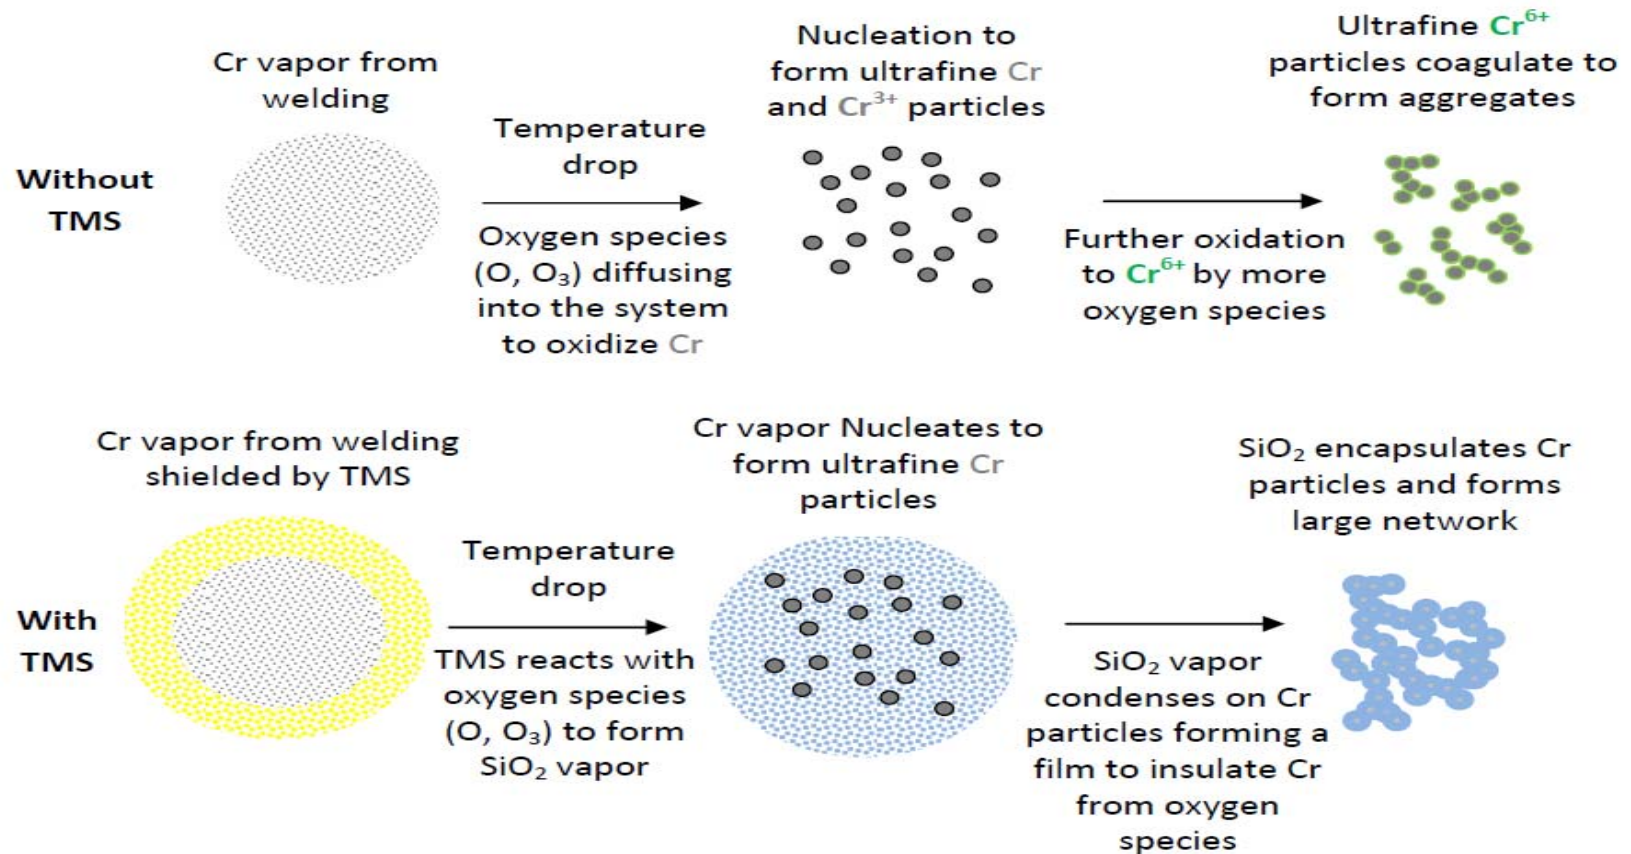 Without
TMS
Cr vapor from
welding
Temperature
drop
Oxygen species
(O, O₃) diffusing
into the system
to oxidize Cr
Nucleation to
form ultrafine Cr
and Cr³⁺ particles
Further oxidation
to Cr⁶⁺ by more
oxygen species
Ultrafine Cr⁶⁺
particles coagulate to
form aggregates
With
TMS
Cr vapor from welding
shielded by TMS
Temperature
drop
TMS reacts with
oxygen species
(O, O₃) to form
SiO₂ vapor
Cr vapor Nucleates to
form ultrafine Cr
particles
SiO₂ vapor
condenses on Cr
particles forming a
film to insulate Cr
from oxygen
species
SiO₂ encapsulates Cr
particles and forms
large network